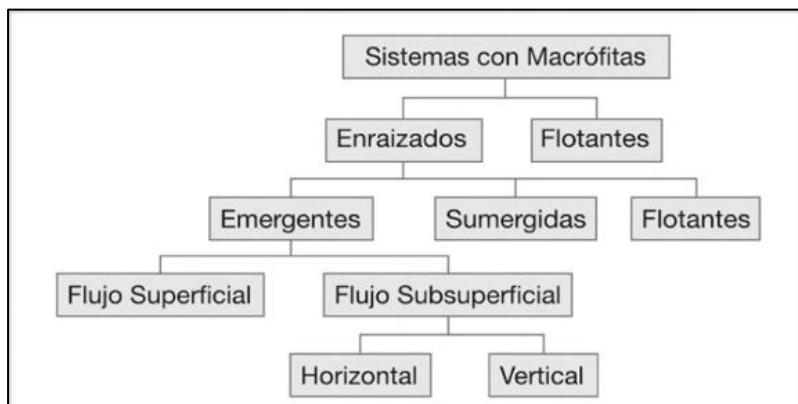 Sistemas con Macrófitas
Enraizados
Flotantes
Emergentes
Sumergidas
Flotantes
Flujo Superficial
Flujo Subsuperficial
Horizontal
Vertical